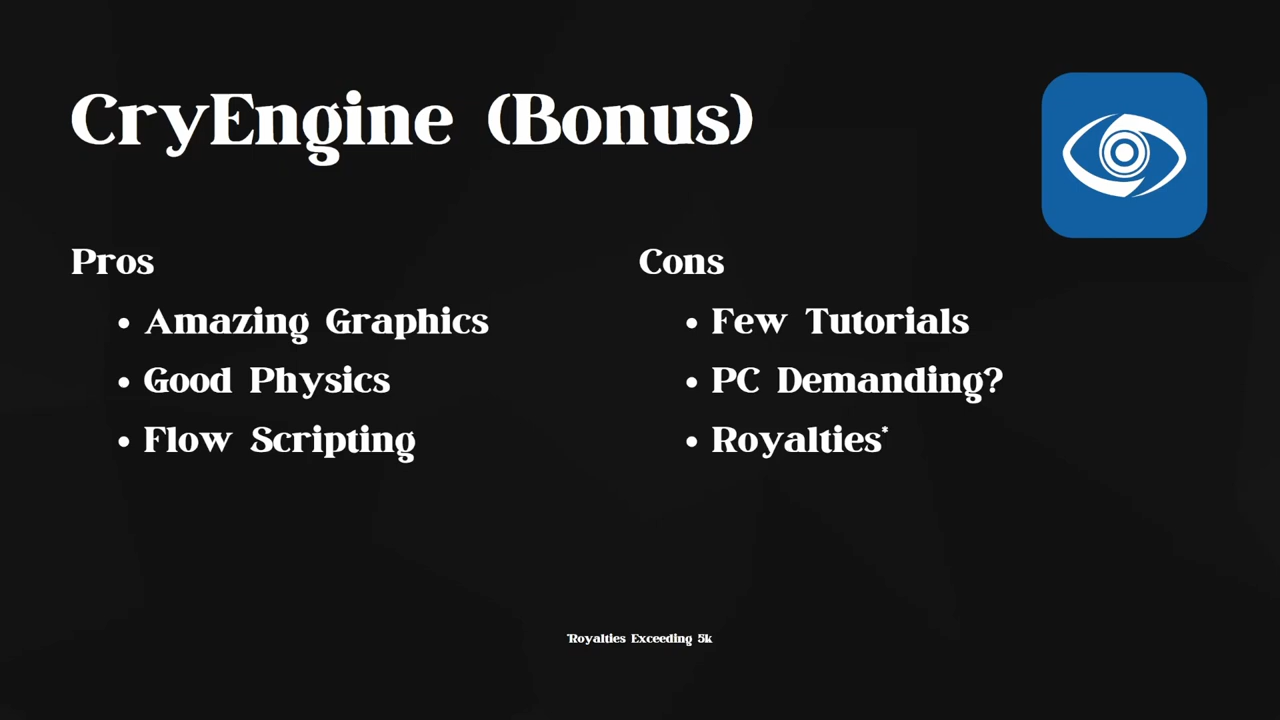 CryEngine (Bonus)
Pros
• Amazing Graphics
• Good Physics
• Flow Scripting
Cons
• Few Tutorials
• PC Demanding?
• Royalties*
*Royalties Exceeding 5k